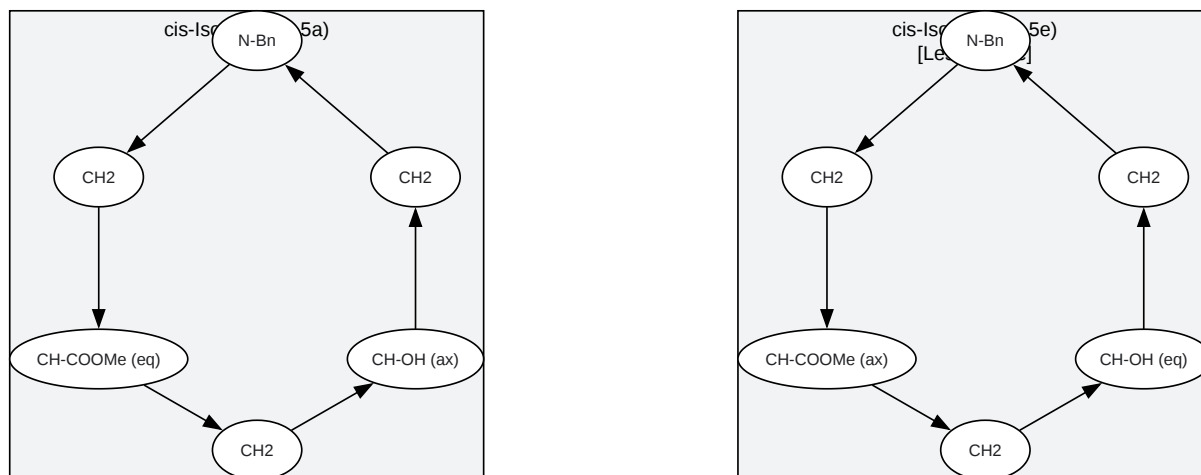 cis-Iso 5a)
N-Bn
CH2
CH2
CH-COOMe (eq)
CH-OH (ax)
CH2
cis-Iso 5e)
[Le ]
N-Bn
CH2
CH2
CH-COOMe (ax)
CH-OH (eq)
CH2